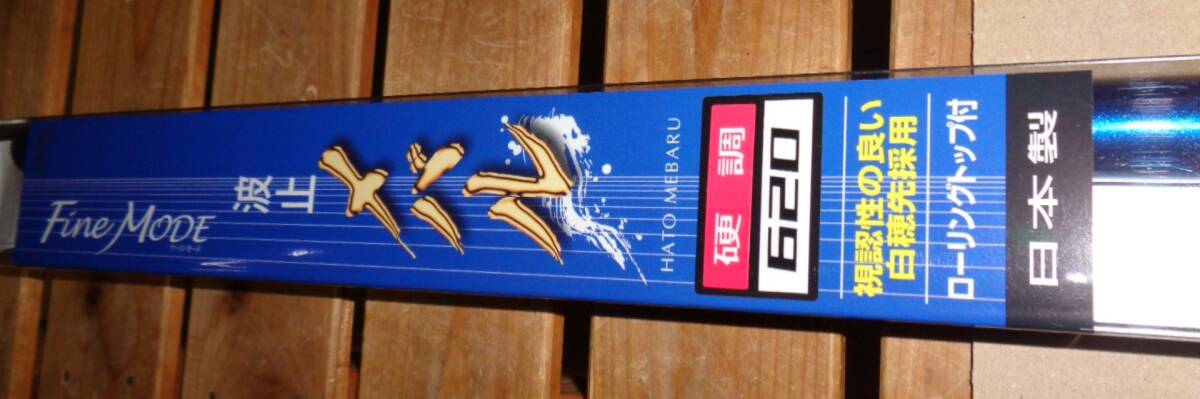 Fine MODE
ファインモード
波止
メバル
HATO MEBARU
硬調
620
視認性の良い
白穂先採用
ローリングトップ付
日本製